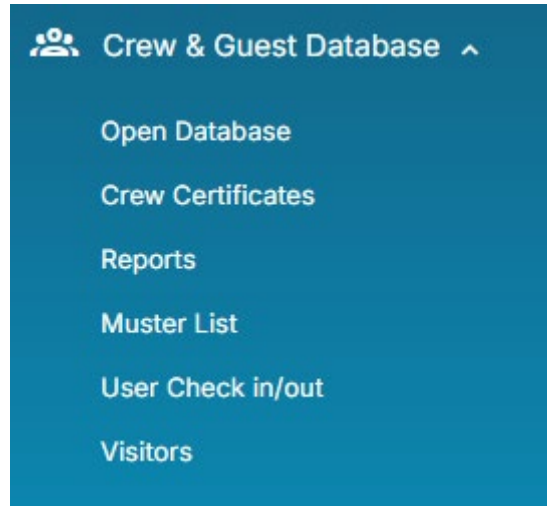 Crew & Guest Database
Open Database
Crew Certificates
Reports
Muster List
User Check in/out
Visitors